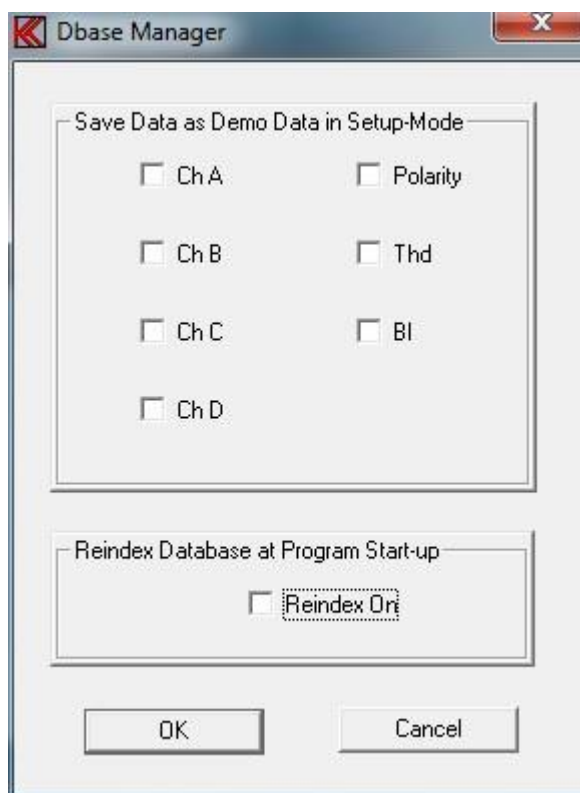 Dbase Manager
Save Data as Demo Data in Setup-Mode
Ch A Polarity
Ch B Thd
Ch C Bl
Ch D
Reindex Database at Program Start-up
Reindex On
OK Cancel